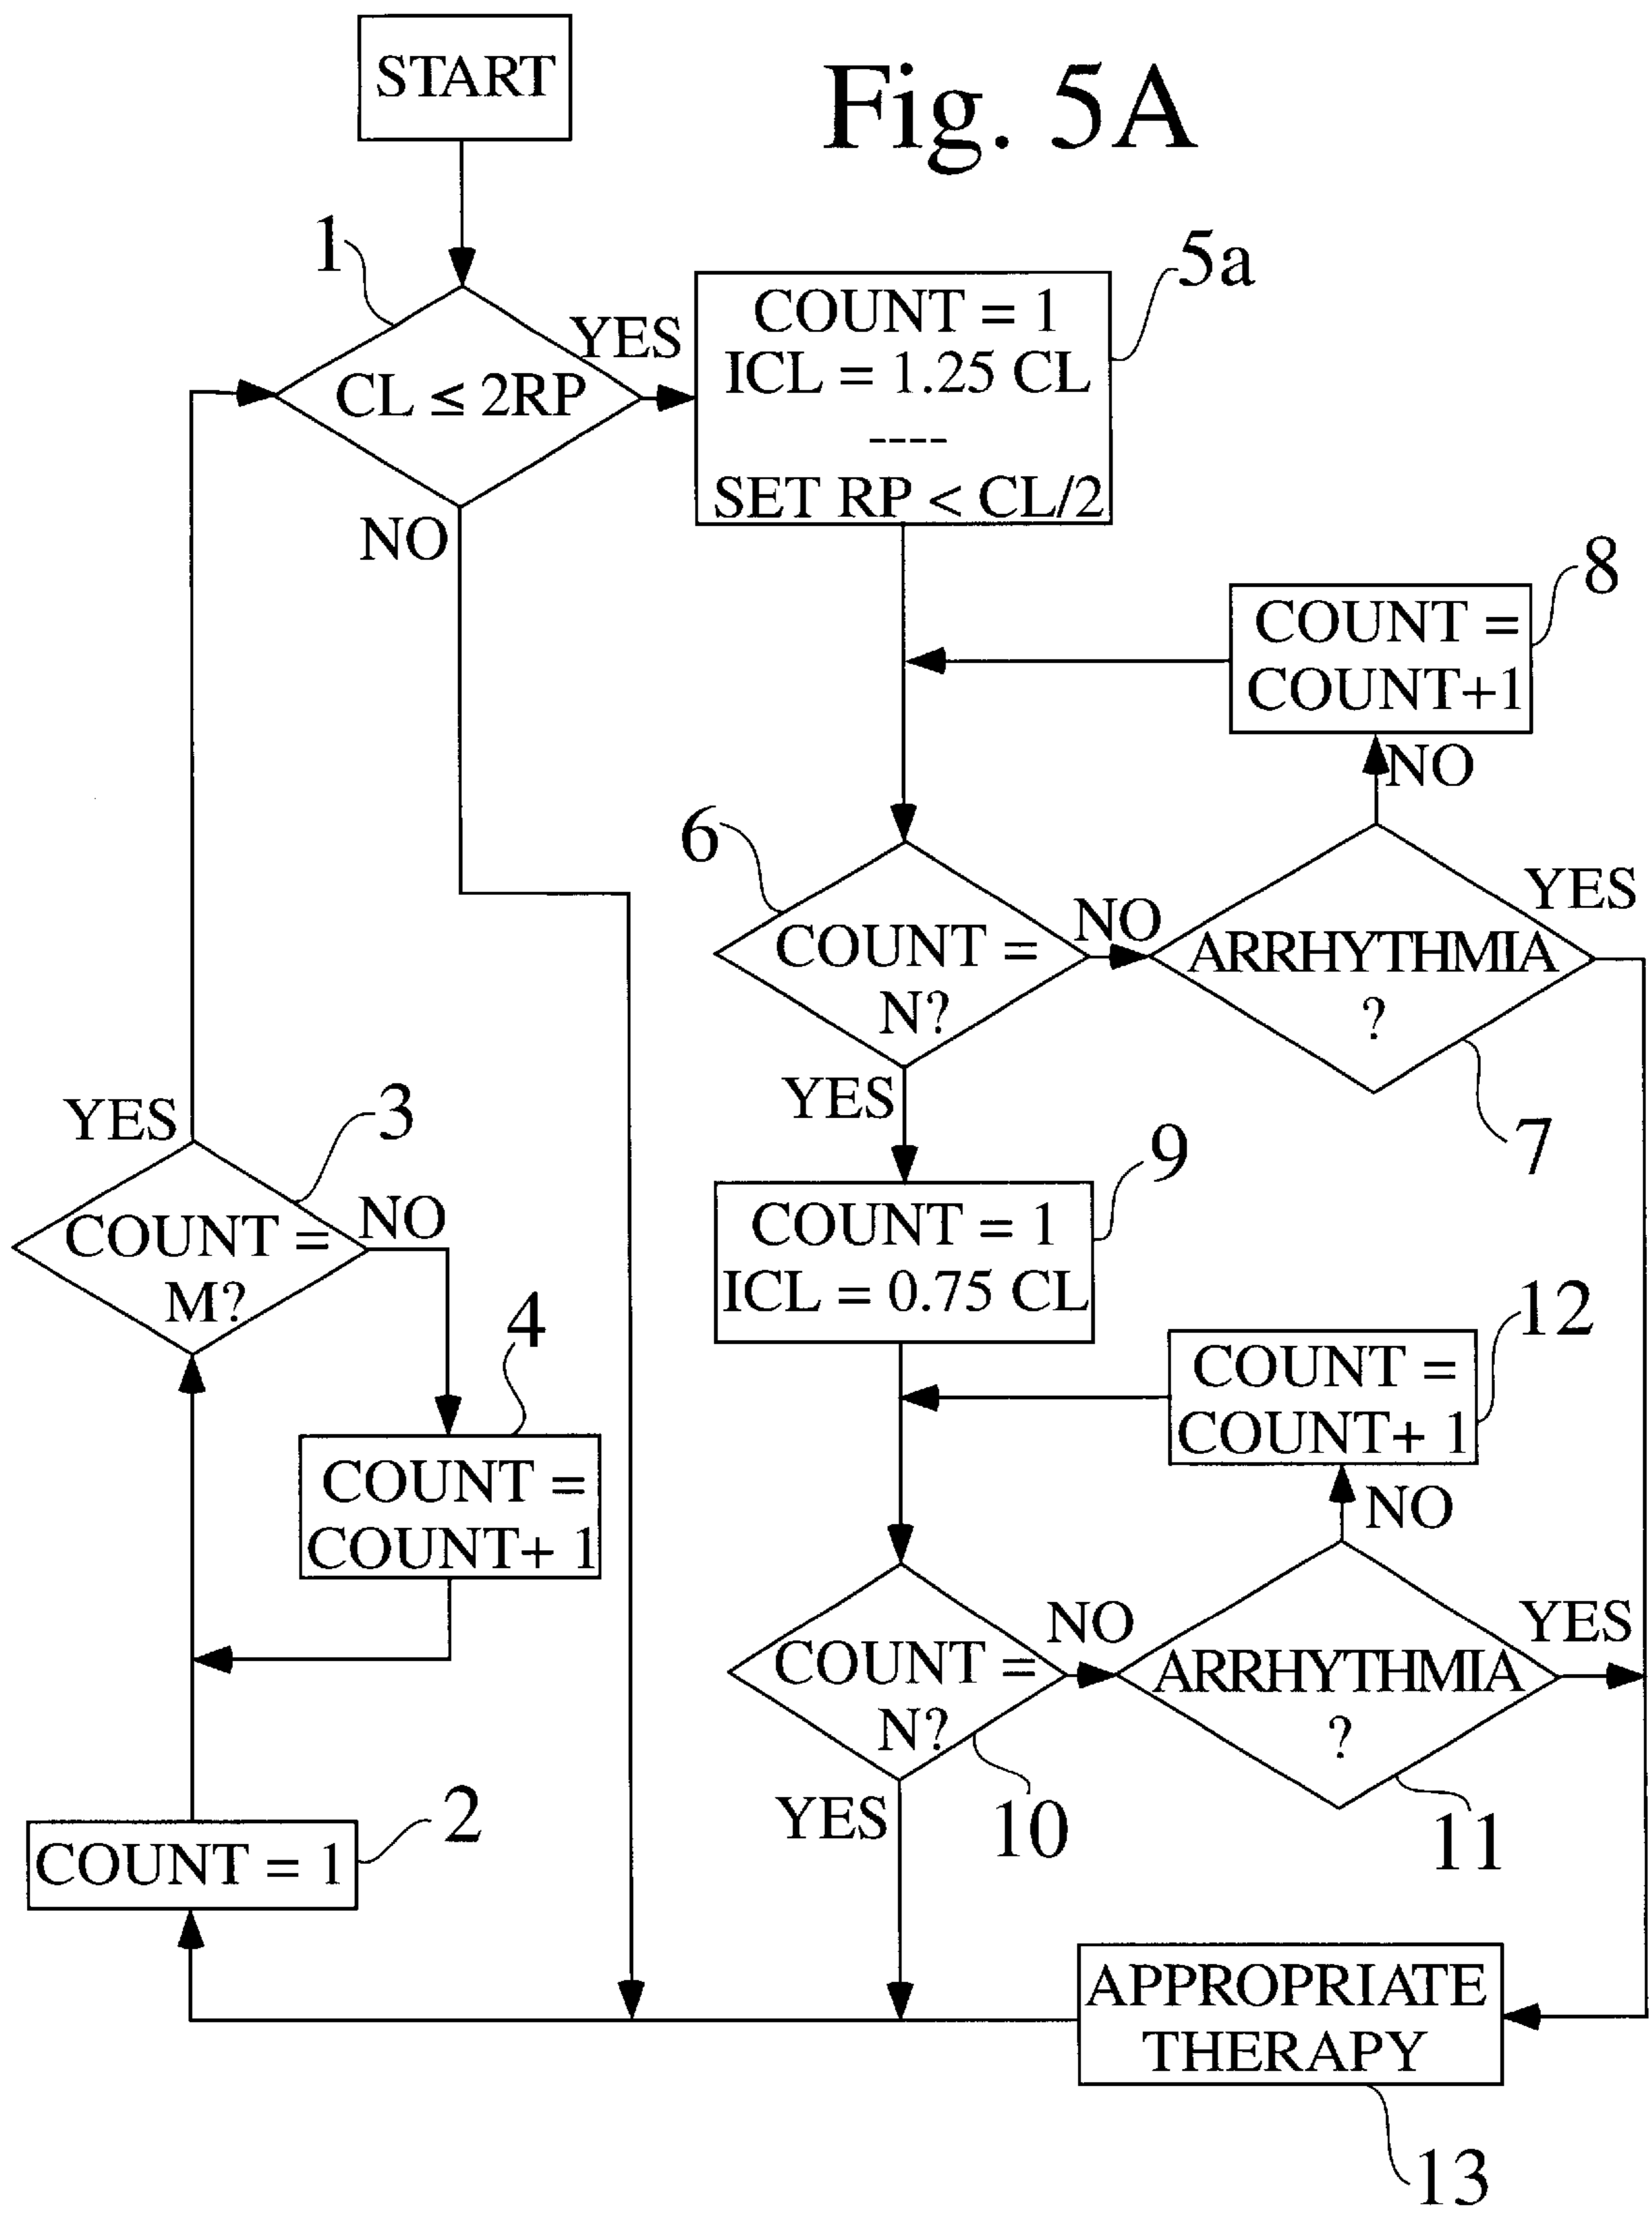 START
Fig. 5A
1
5a
YES
COUNT = 1
ICL = 1.25 CL
----
SET RP < CL/2
CL ≤ 2RP
NO
8
COUNT =
COUNT+1
NO
6
YES
NO
COUNT =
N?
ARRHYTHMIA
?
YES
7
3
YES
9
COUNT =
M?
NO
COUNT = 1
ICL = 0.75 CL
4
12
COUNT =
COUNT+ 1
COUNT =
COUNT+ 1
NO
NO
YES
COUNT =
N?
ARRHYTHMIA
?
YES
10
11
2
COUNT = 1
APPROPRIATE
THERAPY
13